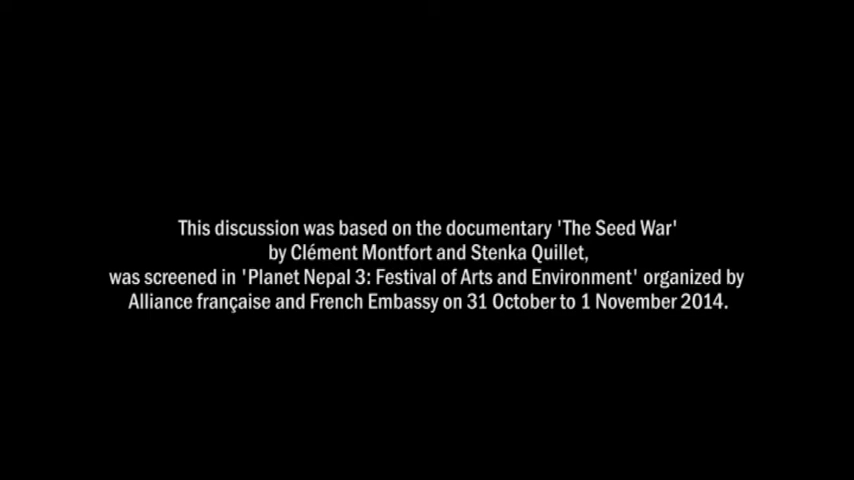 This discussion was based on the documentary 'The Seed War'
by Clément Montfort and Stenka Quillet,
was screened in 'Planet Nepal 3: Festival of Arts and Environment' organized by
Alliance française and French Embassy on 31 October to 1 November 2014.